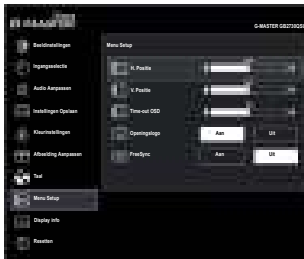 G-MASTER GB2730QSU
Beeldinstellingen
Menu Setup
Ingangsselectie
H. Positie
Audio Aanpassen
V. Positie
Instellingen Opslaan
Time-out OSD
Kleurinstellingen
Openingslogo
Aan
Uit
Afbeelding Aanpassen
FreeSync
Aan
Uit
Taal
Menu Setup
Display info
Resetten